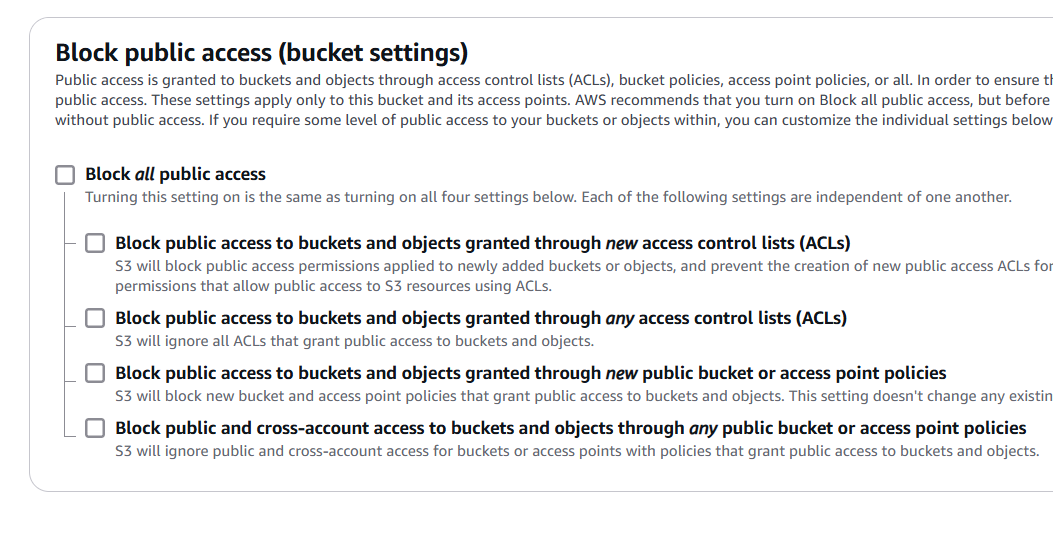 Block public access (bucket settings)
Public access is granted to buckets and objects through access control lists (ACLs), bucket policies, access point policies, or all. In order to ensure
public access. These settings apply only to this bucket and its access points. AWS recommends that you turn on Block all public access, but before
without public access. If you require some level of public access to your buckets or objects within, you can customize the individual settings below
Block all public access
Turning this setting on is the same as turning on all four settings below. Each of the following settings are independent of one another.
Block public access to buckets and objects granted through new access control lists (ACLs)
S3 will block public access permissions applied to newly added buckets or objects, and prevent the creation of new public access ACLs for
permissions that allow public access to S3 resources using ACLs.
Block public access to buckets and objects granted through any access control lists (ACLs)
S3 will ignore all ACLs that grant public access to buckets and objects.
Block public access to buckets and objects granted through new public bucket or access point policies
S3 will block new bucket and access point policies that grant public access to buckets and objects. This setting doesn't change any
Block public and cross-account access to buckets and objects through any public bucket or access point policies
S3 will ignore public and cross-account access for buckets or access points with policies that grant public access to buckets and objects.